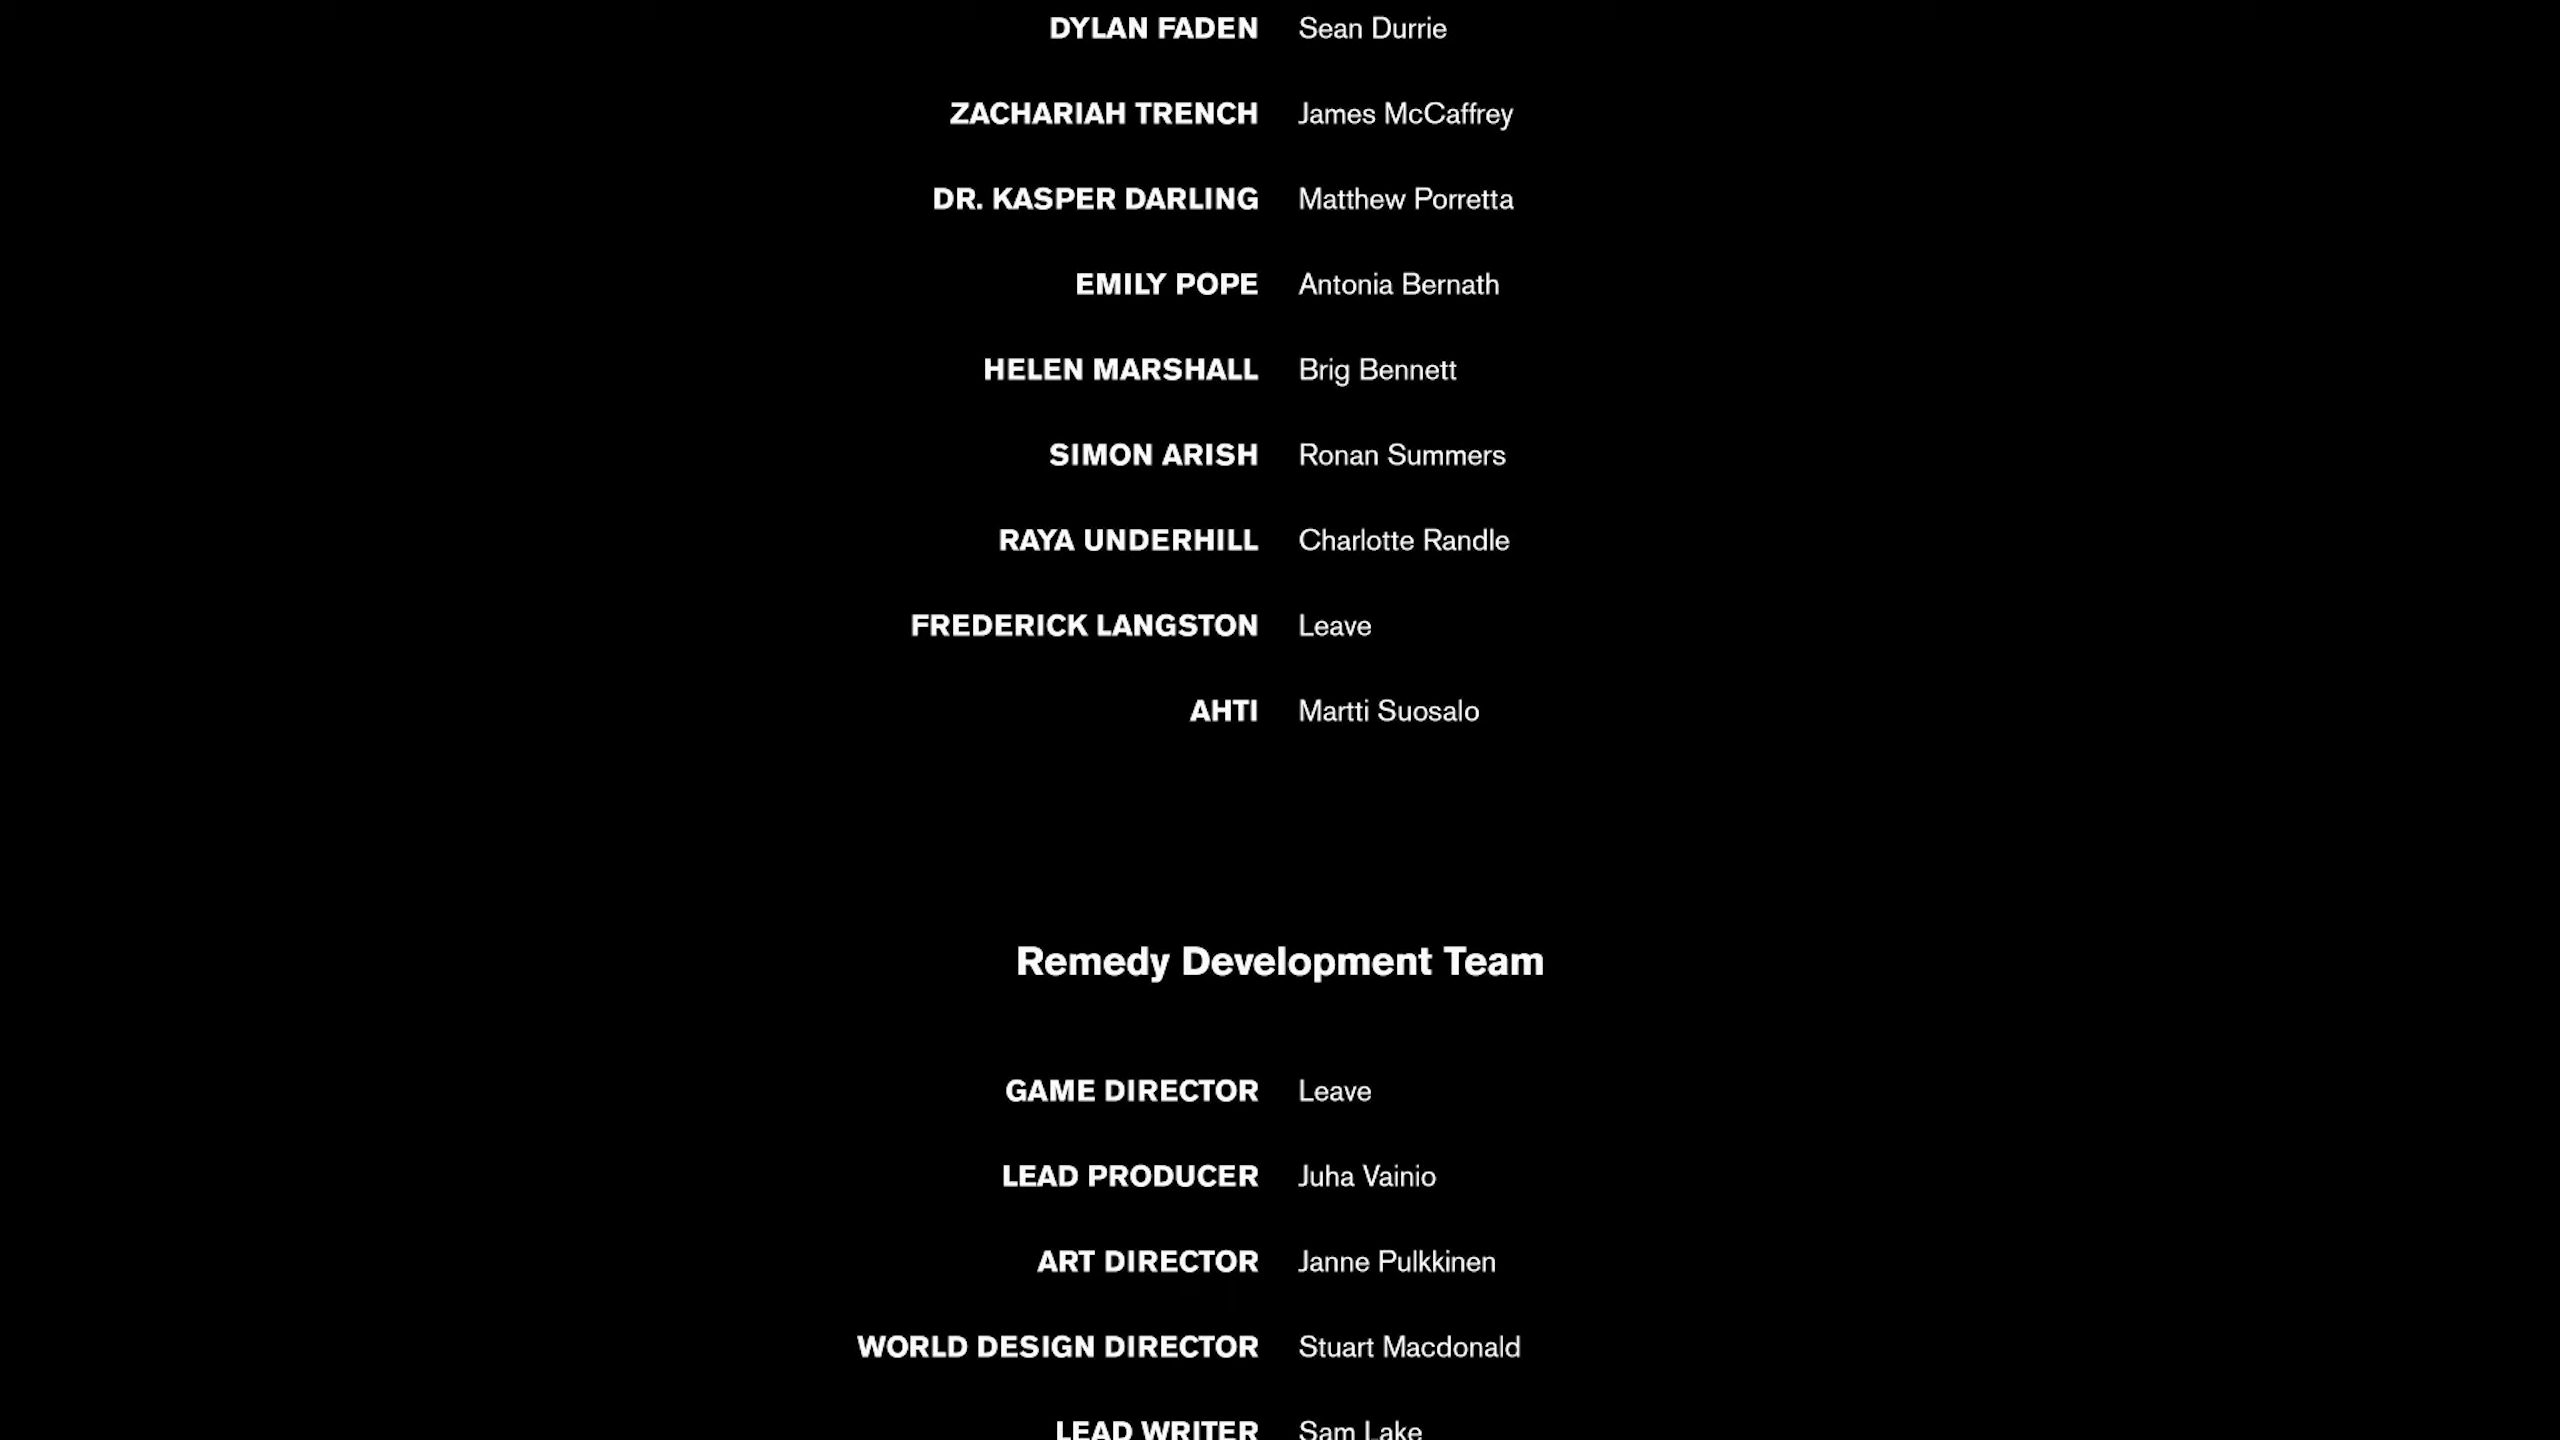 DYLAN FADEN Sean Durrie
ZACHARIAH TRENCH James McCaffrey
DR. KASPER DARLING Matthew Porretta
EMILY POPE Antonia Bernath
HELEN MARSHALL Brig Bennett
SIMON ARISH Ronan Summers
RAYA UNDERHILL Charlotte Randle
FREDERICK LANGSTON Leave
AHTI Martti Suosalo
Remedy Development Team
GAME DIRECTOR Leave
LEAD PRODUCER Juha Vainio
ART DIRECTOR Janne Pulkkinen
WORLD DESIGN DIRECTOR Stuart Macdonald
LEAD WRITER Sam Lake